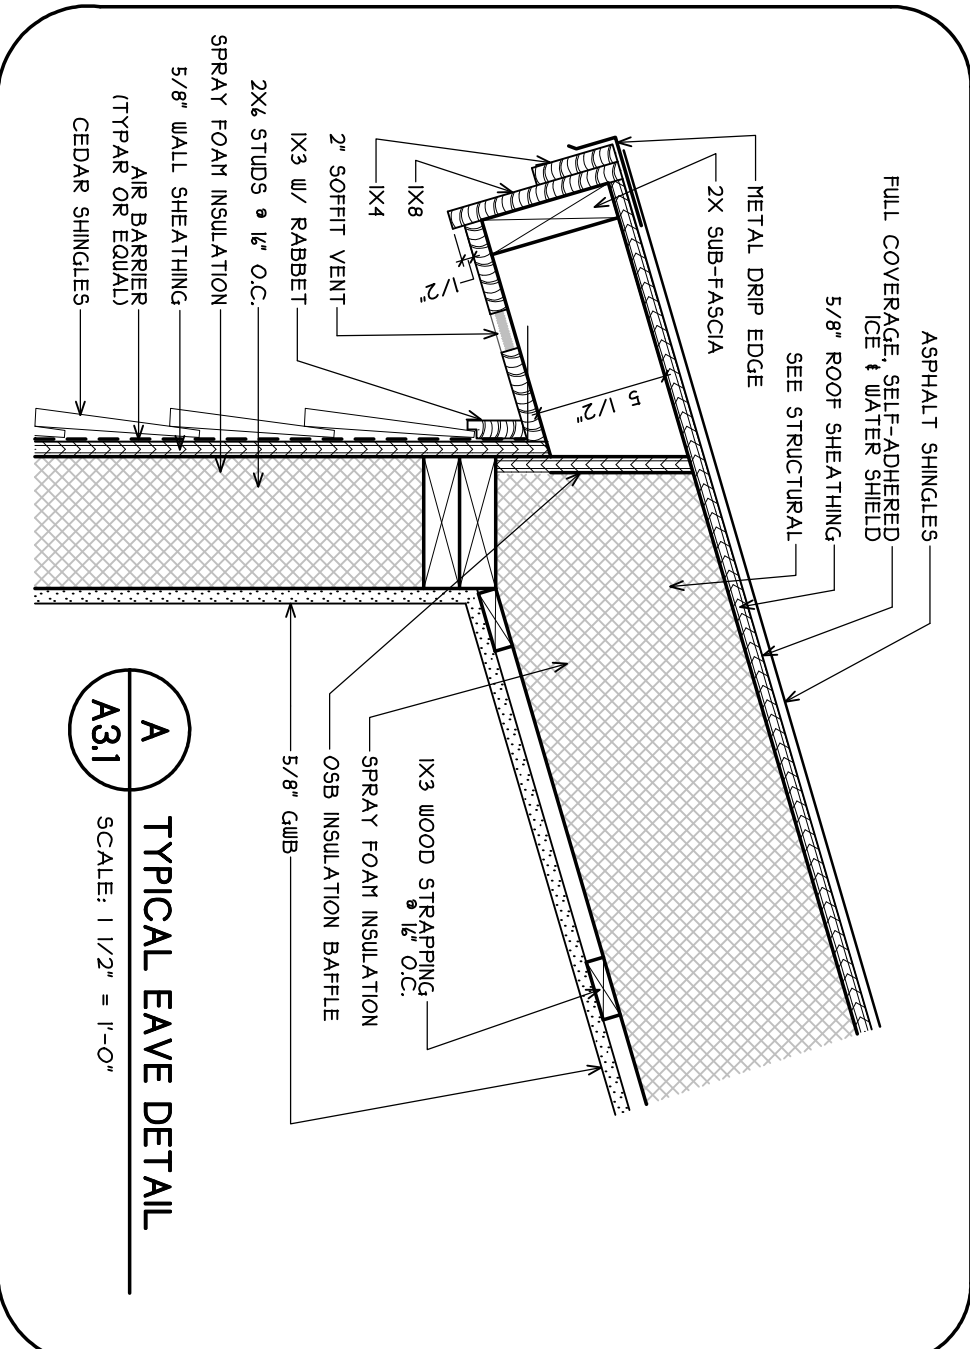 ASPHALT SHINGLES
FULL COVERAGE, SELF-ADHERED
ICE & WATER SHIELD
5/8" ROOF SHEATHING
SEE STRUCTURAL
METAL DRIP EDGE
2X SUB-FASCIA
1X8
1X4
2" SOFFIT VENT
1X3 W/ RABBET
2X6 STUDS @ 16" O.C.
SPRAY FOAM INSULATION
5/8" WALL SHEATHING
AIR BARRIER
(TYPAR OR EQUAL)
CEDAR SHINGLES
1/2"
5 1/2"
1X3 WOOD STRAPPING
@ 16" O.C.
SPRAY FOAM INSULATION
OSB INSULATION BAFFLE
5/8" GWB
A
A3.1
TYPICAL EAVE DETAIL
SCALE: 1 1/2" = 1'-0"